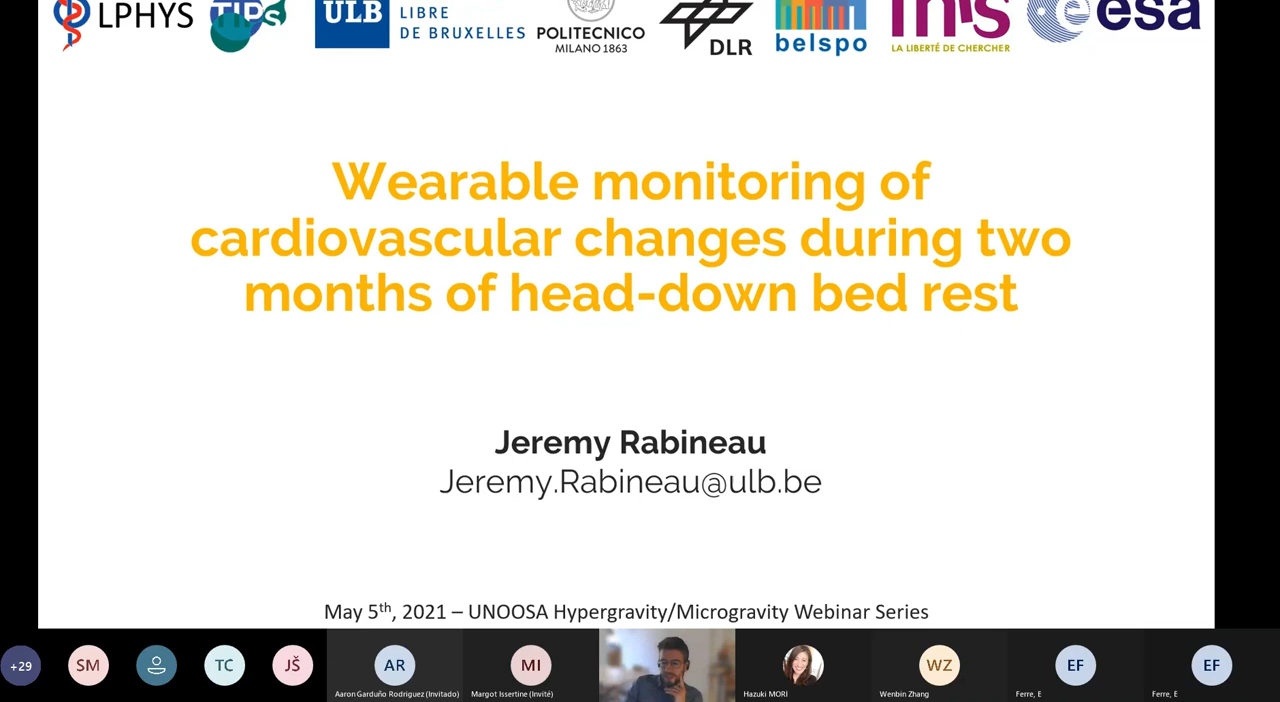 LPHYS
TIPs
ULB
LIBRE
DE BRUXELLES
POLITECNICO
MILANO 1863
DLR
belspo
fnis
LA LIBERTÉ DE CHERCHER
esa
Wearable monitoring of
cardiovascular changes during two
months of head-down bed rest
Jeremy Rabineau
Jeremy.Rabineau@ulb.be
May 5th, 2021 – UNOOSA Hypergravity/Microgravity Webinar Series
+29
SM
TC
JŠ
AR
MI
WZ
EF
EF
Aaron Garduño Rodriguez (Invitado)
Margot Issertine (Invité)
Hazuki MORI
Wenbin Zhang
Ferre, E
Ferre, E